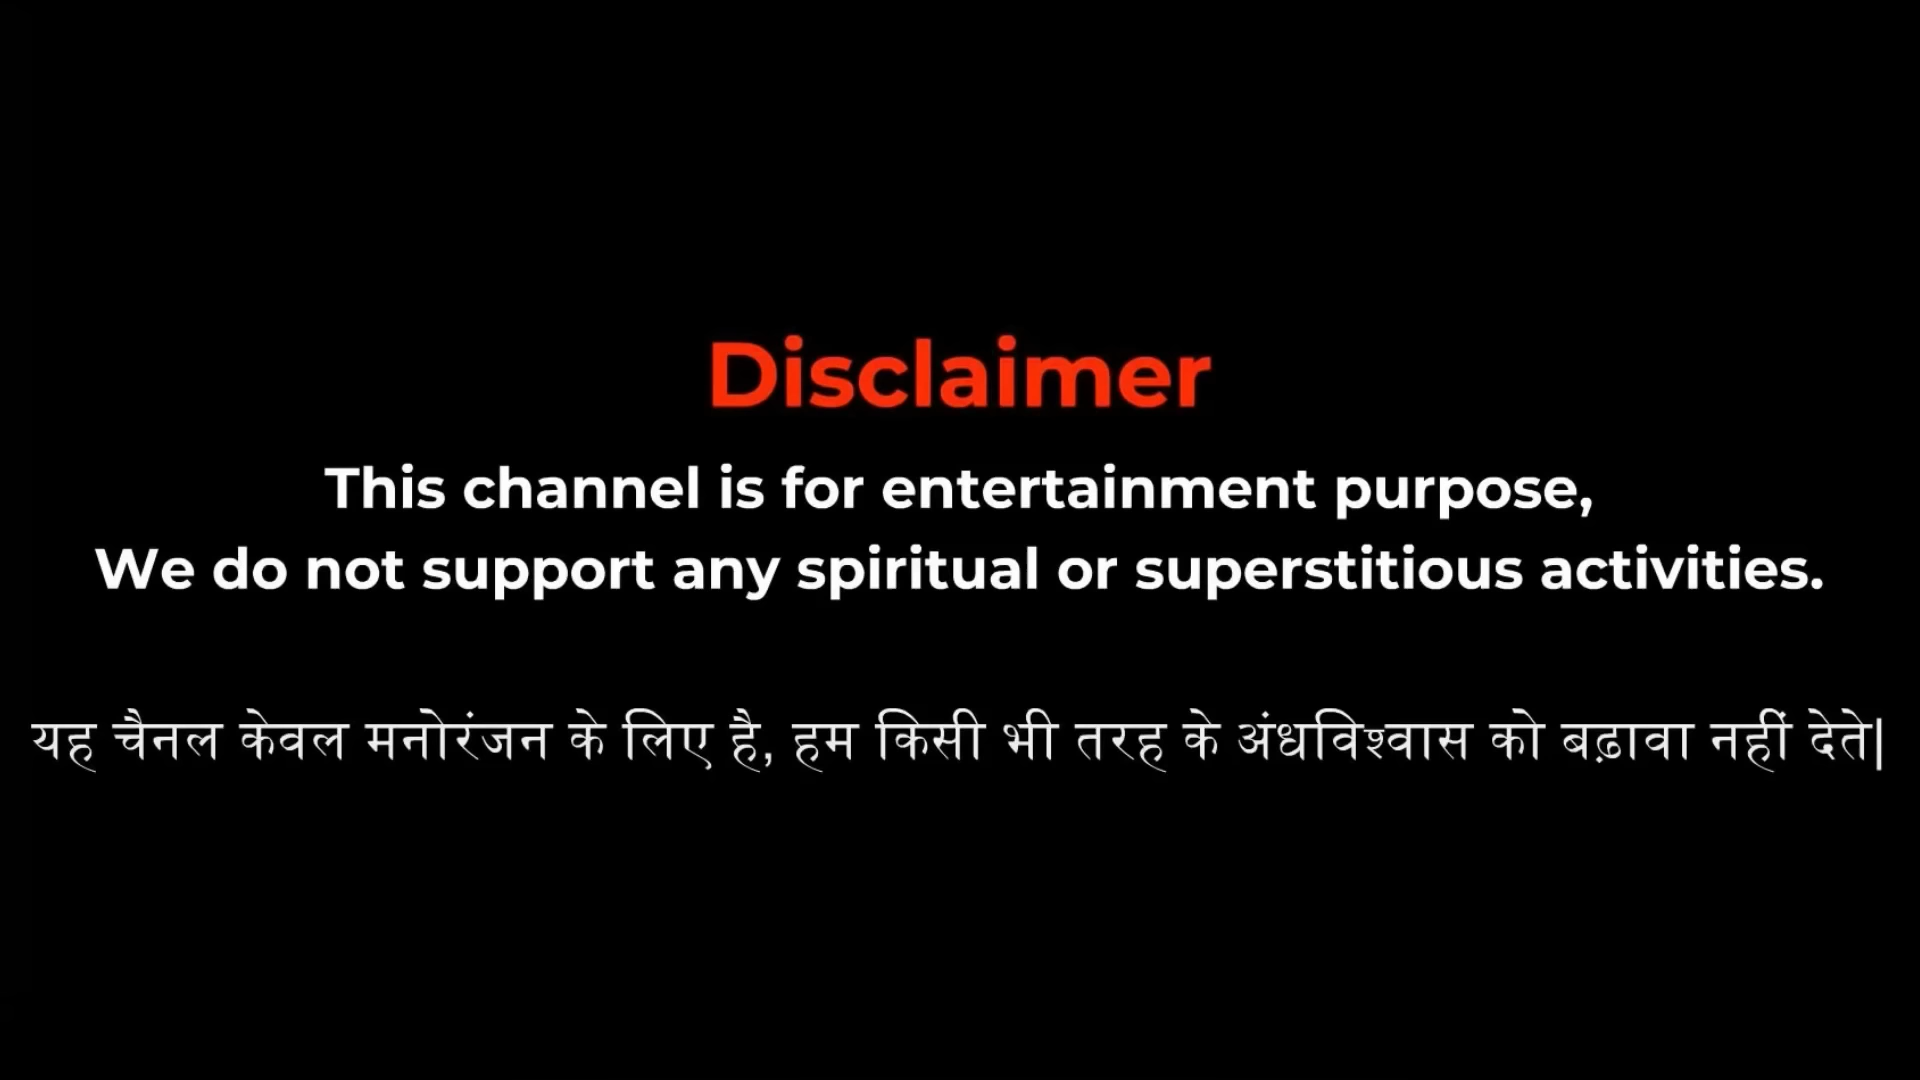 Disclaimer
This channel is for entertainment purpose,
We do not support any spiritual or superstitious activities.
यह चैनल केवल मनोरंजन के लिए है, हम किसी भी तरह के अंधविश्वास को बढ़ावा नहीं देते|